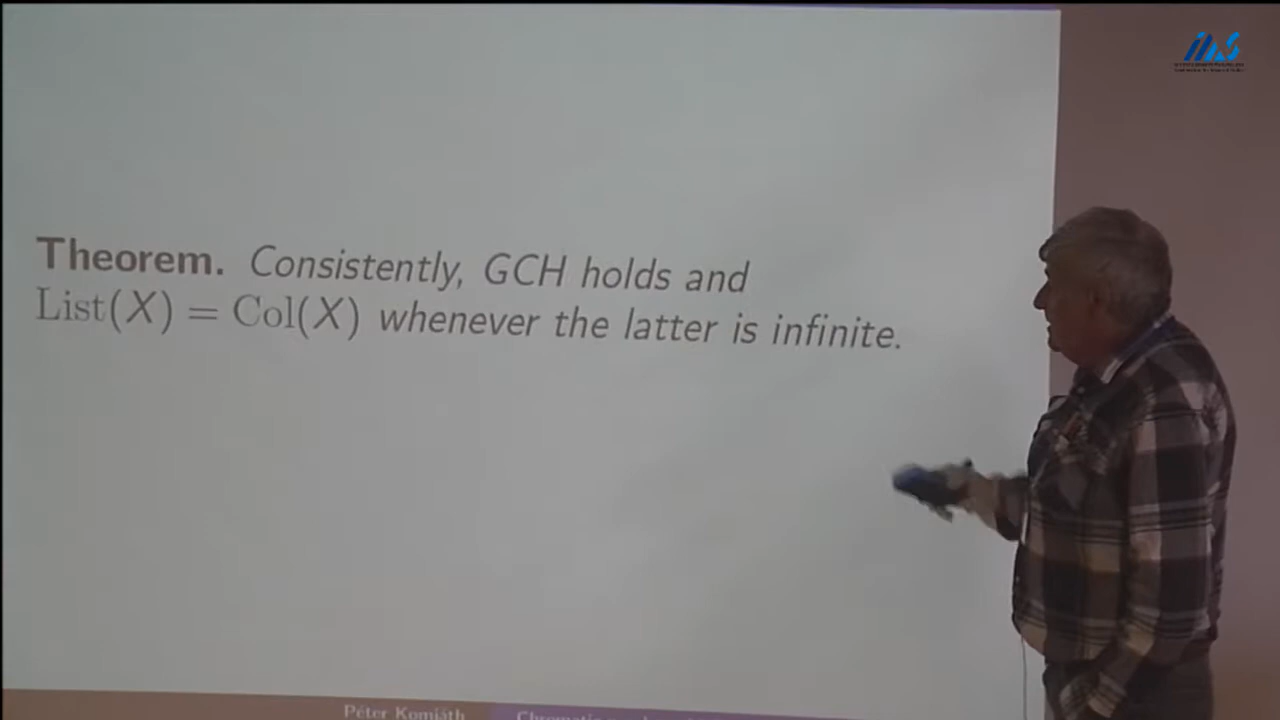 Theorem. Consistently, GCH holds and
List(X) = Col(X) whenever the latter is infinite.
Péter Komjáth